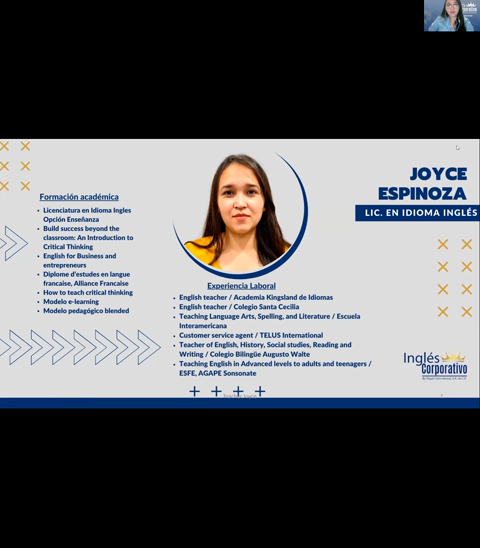 JOYCE
ESPINOZA
LIC. EN IDIOMA INGLÉS
Formación académica
• Licenciatura en Idioma Ingles
Opción Enseñanza
• Build success beyond the
classroom: An Introduction to
Critical Thinking
• English for Business and
entrepreneurs
• Diplome d'estudes en langue
francaise, Alliance Francaise
• How to teach critical thinking
• Modelo e-learning
• Modelo pedagógico blended
Experiencia Laboral
• English teacher / Academia Kingsland de Idiomas
• English teacher / Colegio Santa Cecilia
• Teaching Language Arts, Spelling, and Literature / Escuela
Interamericana
• Customer service agent / TELUS International
• Teacher of English, History, Social studies, Reading and
Writing / Colegio Bilingüe Augusto Walte
• Teaching English in Advanced levels to adults and teenagers /
ESFE, AGAPE Sonsonate
Inglés
Corporativo